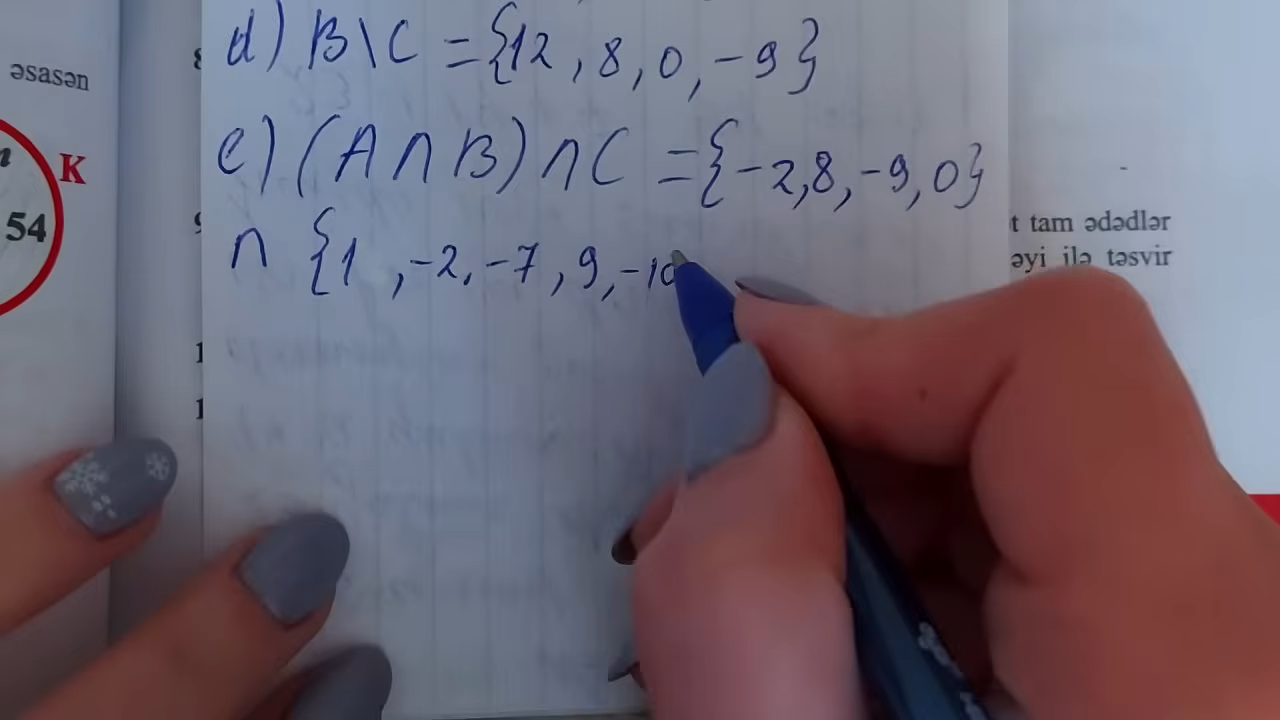 d) B\C = {12, 8, 0, -9}
e) (A∩B)∩C = {-2,8,-9,0}
∩ {1, -2, -7, 9, -10
əsasən
K
54
t tam ədədlər
əyi ilə təsvir